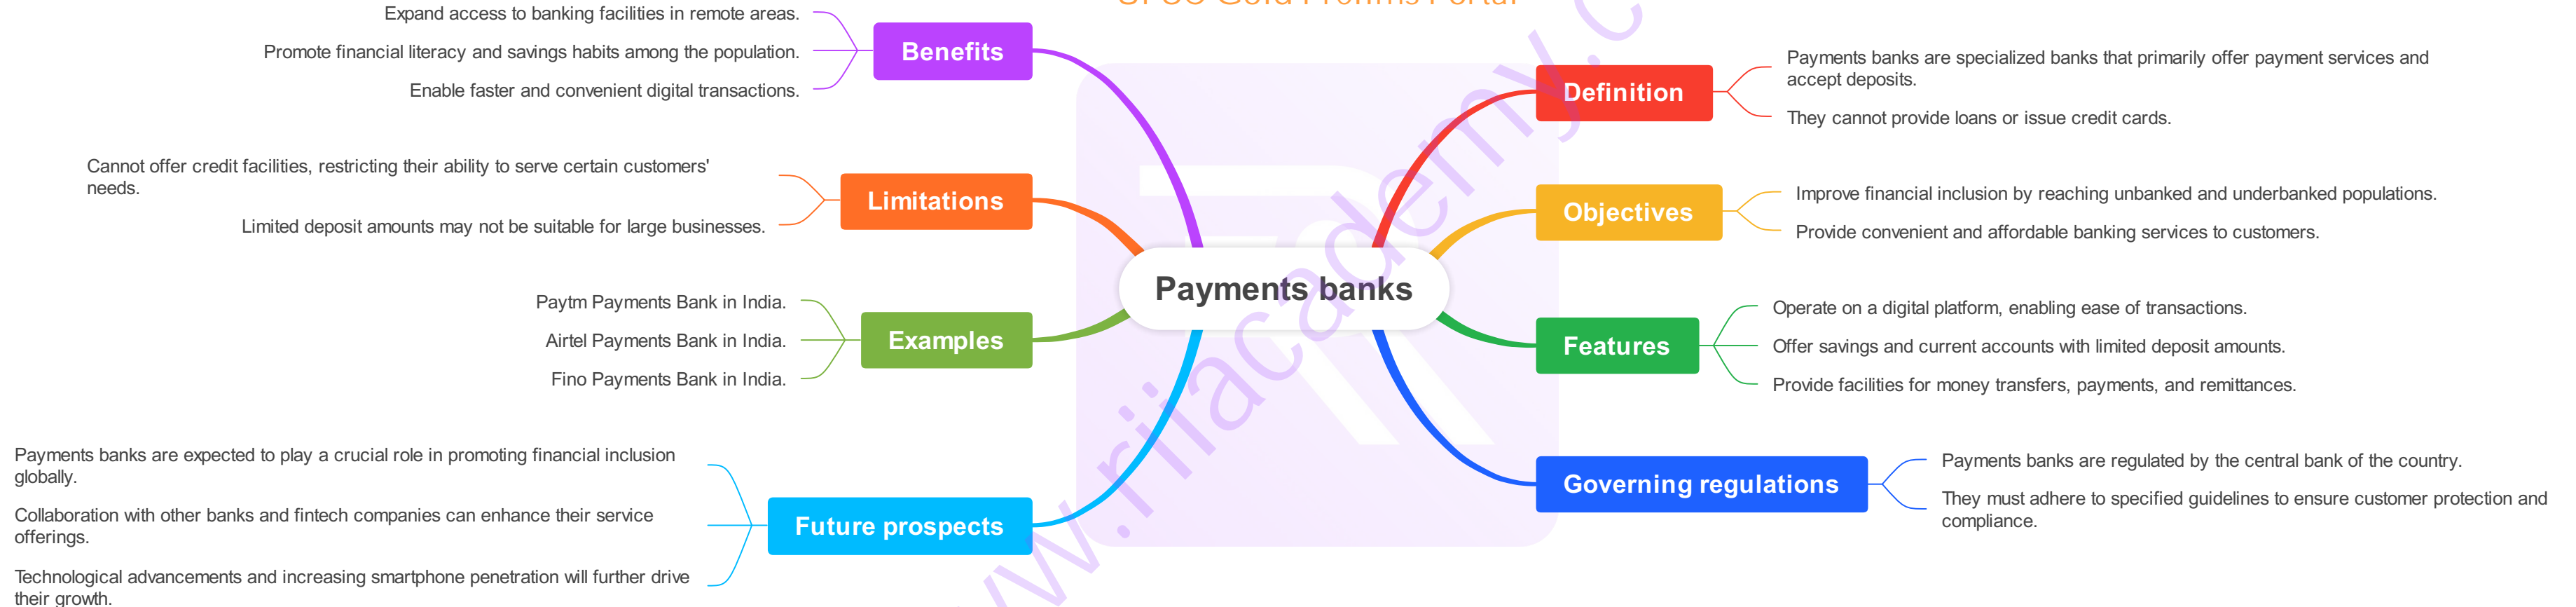 UPSC Gold Prelims Portal
Benefits
Expand access to banking facilities in remote areas.
Promote financial literacy and savings habits among the population.
Enable faster and convenient digital transactions.
Limitations
Cannot offer credit facilities, restricting their ability to serve certain customers'
needs.
Limited deposit amounts may not be suitable for large businesses.
Examples
Paytm Payments Bank in India.
Airtel Payments Bank in India.
Fino Payments Bank in India.
Future prospects
Payments banks are expected to play a crucial role in promoting financial inclusion
globally.
Collaboration with other banks and fintech companies can enhance their service
offerings.
Technological advancements and increasing smartphone penetration will further drive
their growth.
Payments banks
Definition
Payments banks are specialized banks that primarily offer payment services and
accept deposits.
They cannot provide loans or issue credit cards.
Objectives
Improve financial inclusion by reaching unbanked and underbanked populations.
Provide convenient and affordable banking services to customers.
Features
Operate on a digital platform, enabling ease of transactions.
Offer savings and current accounts with limited deposit amounts.
Provide facilities for money transfers, payments, and remittances.
Governing regulations
Payments banks are regulated by the central bank of the country.
They must adhere to specified guidelines to ensure customer protection and
compliance.